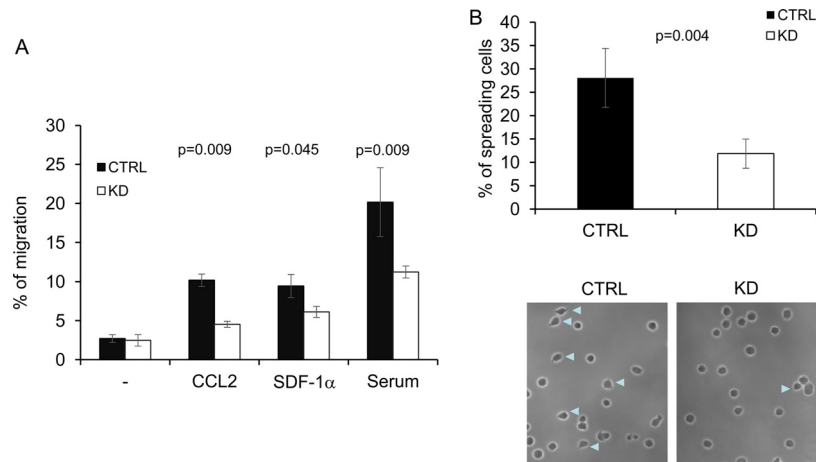 A
% of migration
30
25
20
15
10
5
0
CTRL
KD
p=0.009
p=0.045
p=0.009
-
CCL2
SDF-1α
Serum
B
% of spreading cells
40
35
30
25
20
15
10
5
0
p=0.004
CTRL
KD
CTRL
KD
CTRL
KD